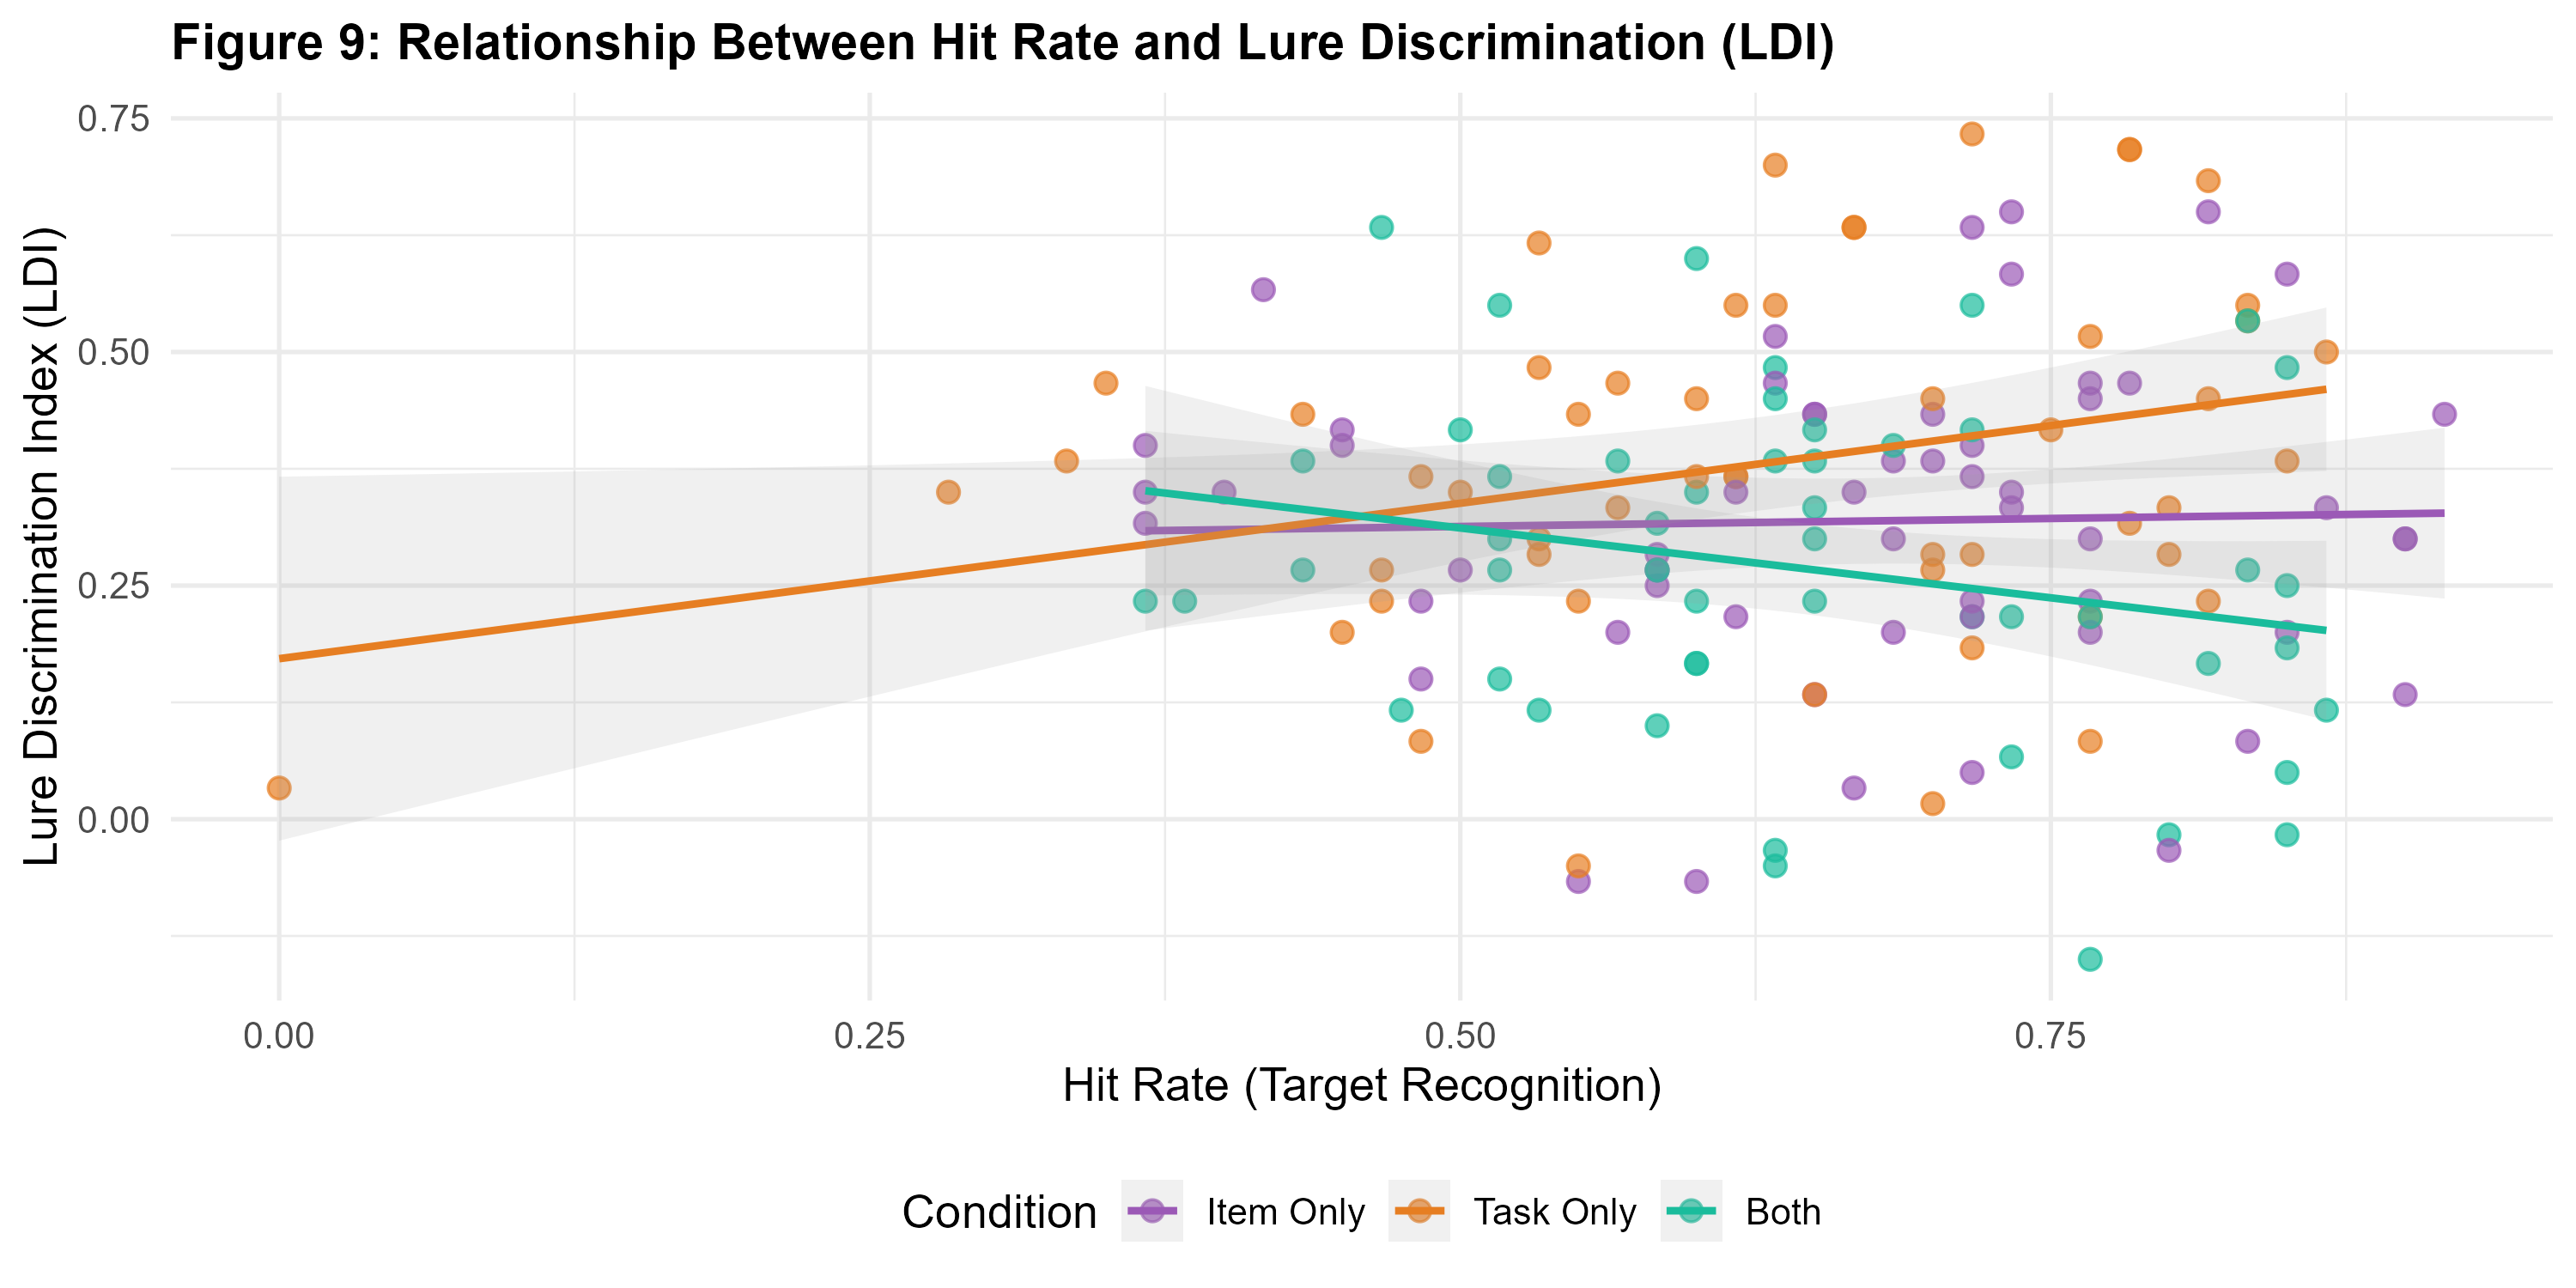 Figure 9: Relationship Between Hit Rate and Lure Discrimination (LDI)
Lure Discrimination Index (LDI)
0.75
0.50
0.25
0.00
0.00 0.25 0.50 0.75
Hit Rate (Target Recognition)
Condition Item Only Task Only Both